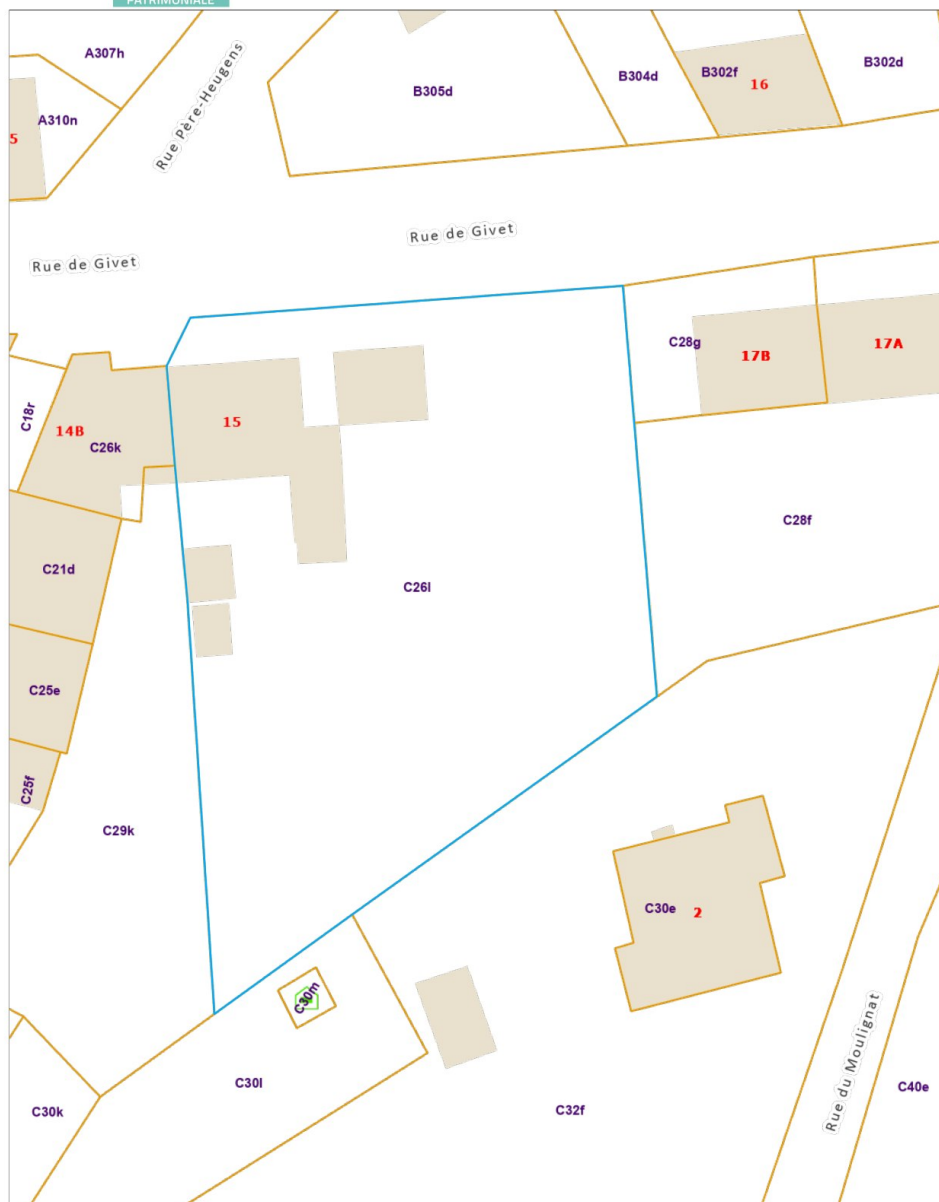 PATRIMONIALE
A307h
A310n
5
Rue Père-Heugens
B305d
B304d
B302f
16
B302d
Rue de Givet
Rue de Givet
C28g
17B
17A
C18r
14B
C26k
15
C28f
C21d
C26l
C25e
C25f
C29k
C30e
2
C30m
C30l
C30k
C32f
Rue du Moulignat
C40e